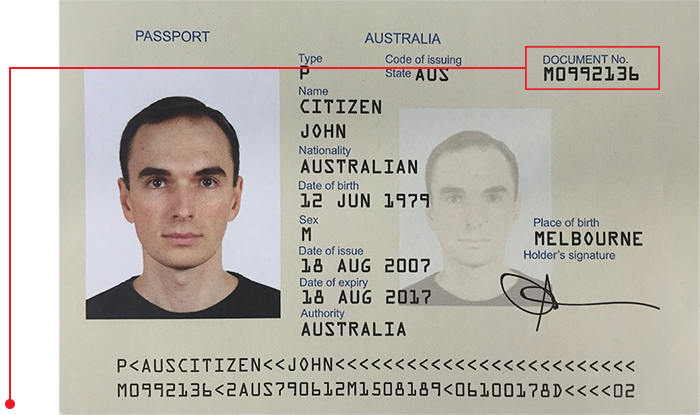 PASSPORT AUSTRALIA
Type Code of issuing DOCUMENT No.
P State AUS M0992136
Name
CITIZEN
JOHN
Nationality
AUSTRALIAN
Date of birth
12 JUN 1979
Sex Place of birth
M MELBOURNE
Date of issue Holder's signature
18 AUG 2007
Date of expiry
18 AUG 2017
Authority
AUSTRALIA
P<AUSCITIZEN<<JOHN<<<<<<<<<<<<<<<<<<<<<<<<<<
M0992136<2AUS790612M1508189<06100178D<<<<02